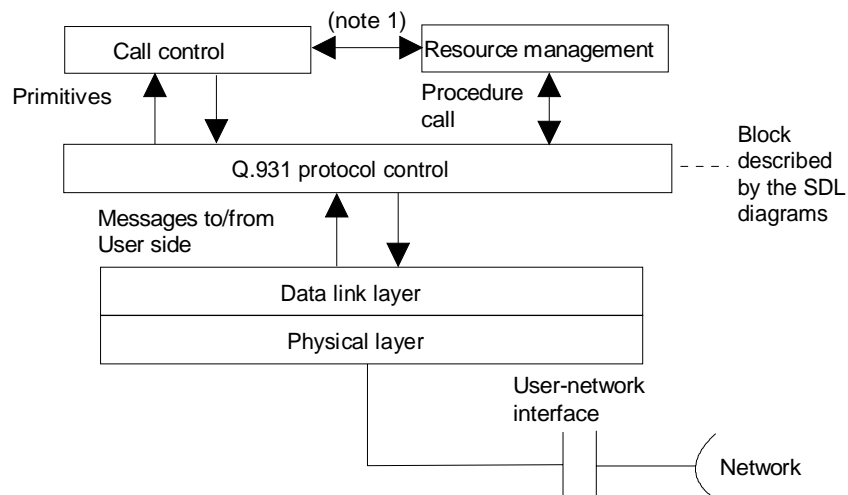 (note 1)
Call control
Resource management
Primitives
Procedure
call
Q.931 protocol control
Block
described
by the SDL
diagrams
Messages to/from
User side
Data link layer
Physical layer
User-network
interface
Network